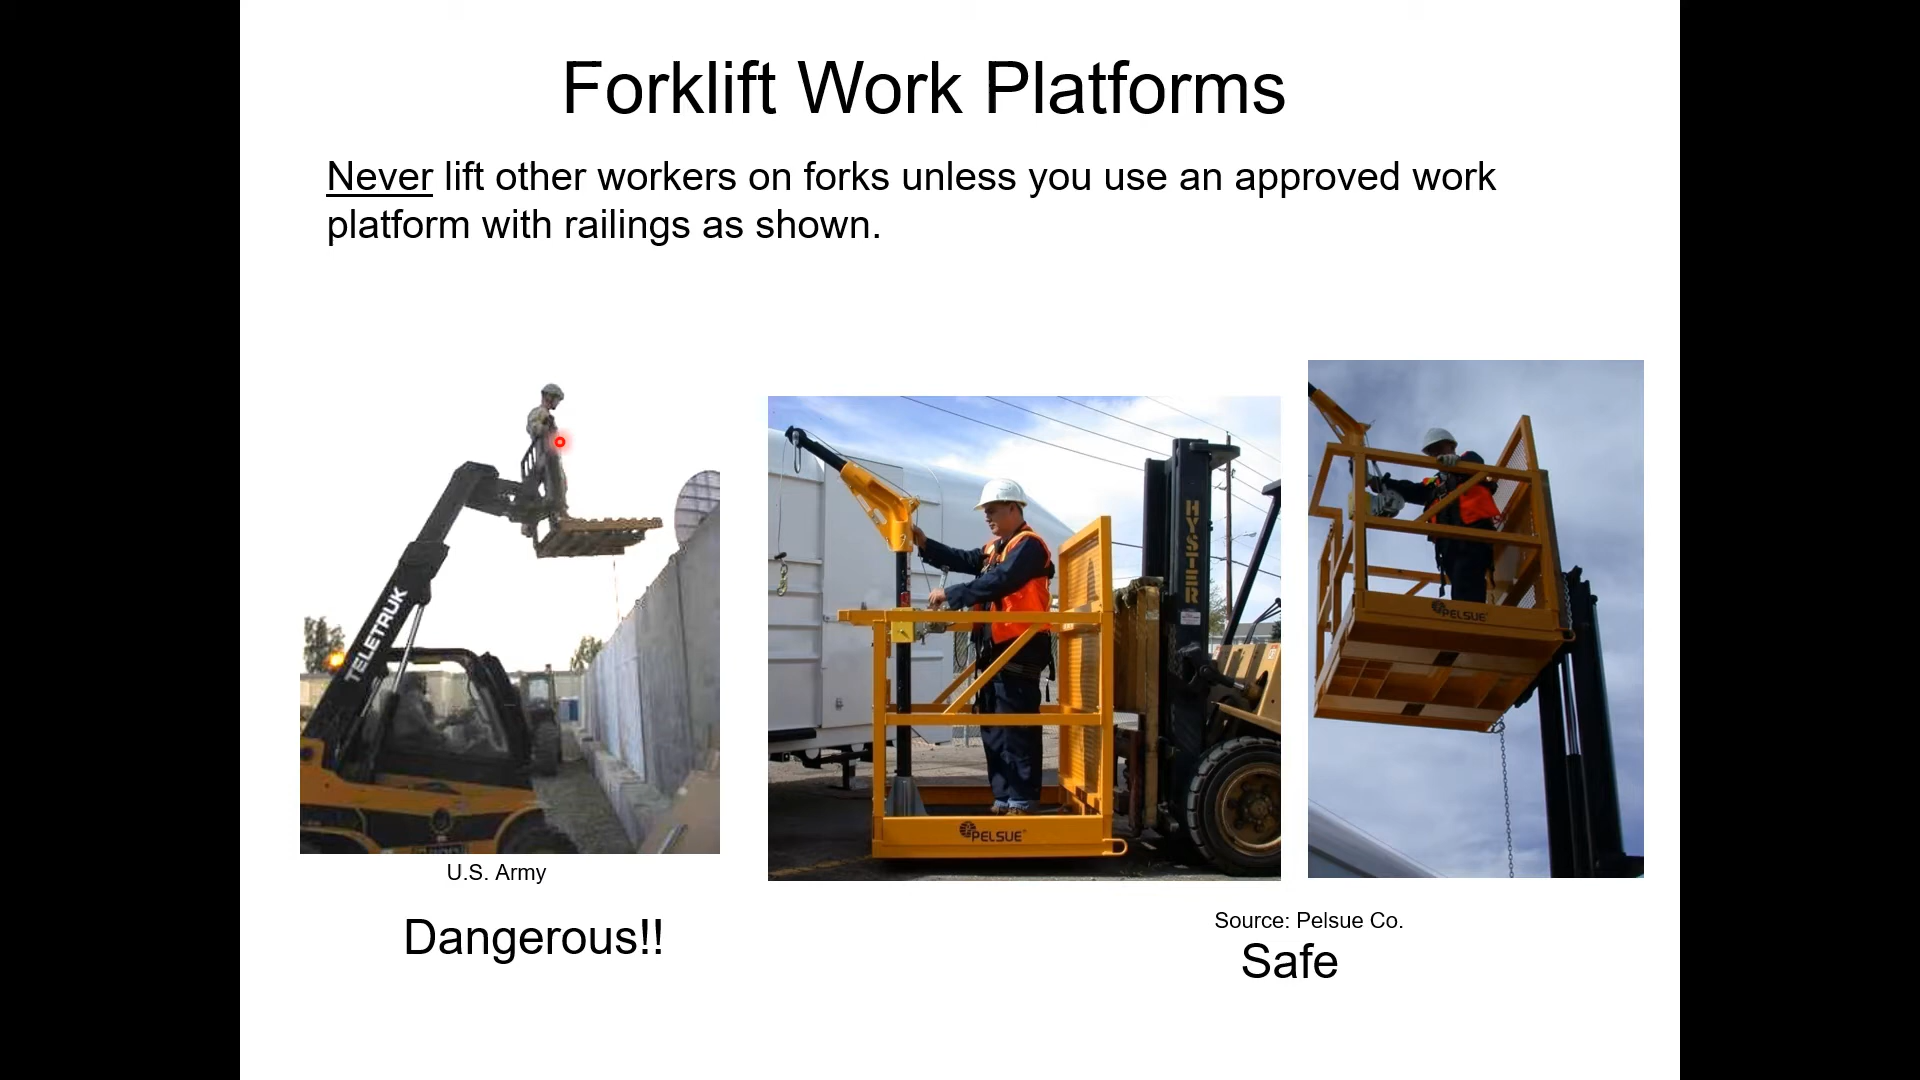 Forklift Work Platforms
Never lift other workers on forks unless you use an approved work
platform with railings as shown.
TELETRUK
HYSTER
PELSUE
PELSUE
U.S. Army
Dangerous!!
Source: Pelsue Co.
Safe